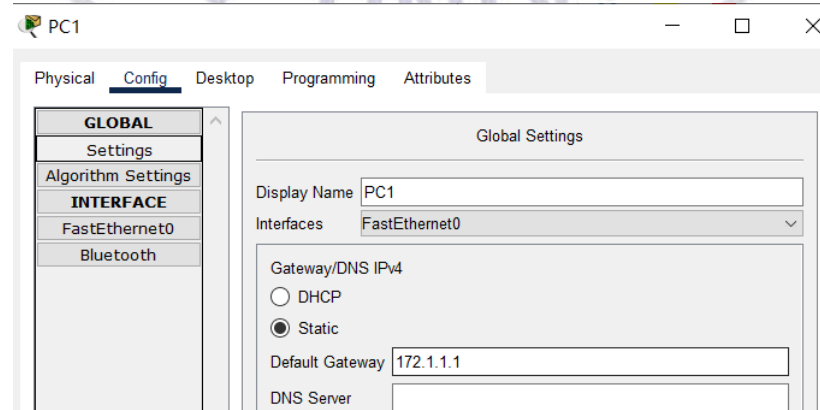 PC1
Physical Config Desktop Programming Attributes
GLOBAL
Settings
Algorithm Settings
INTERFACE
FastEthernet0
Bluetooth
Global Settings
Display Name PC1
Interfaces FastEthernet0
Gateway/DNS IPv4
DHCP
Static
Default Gateway 172.1.1.1
DNS Server